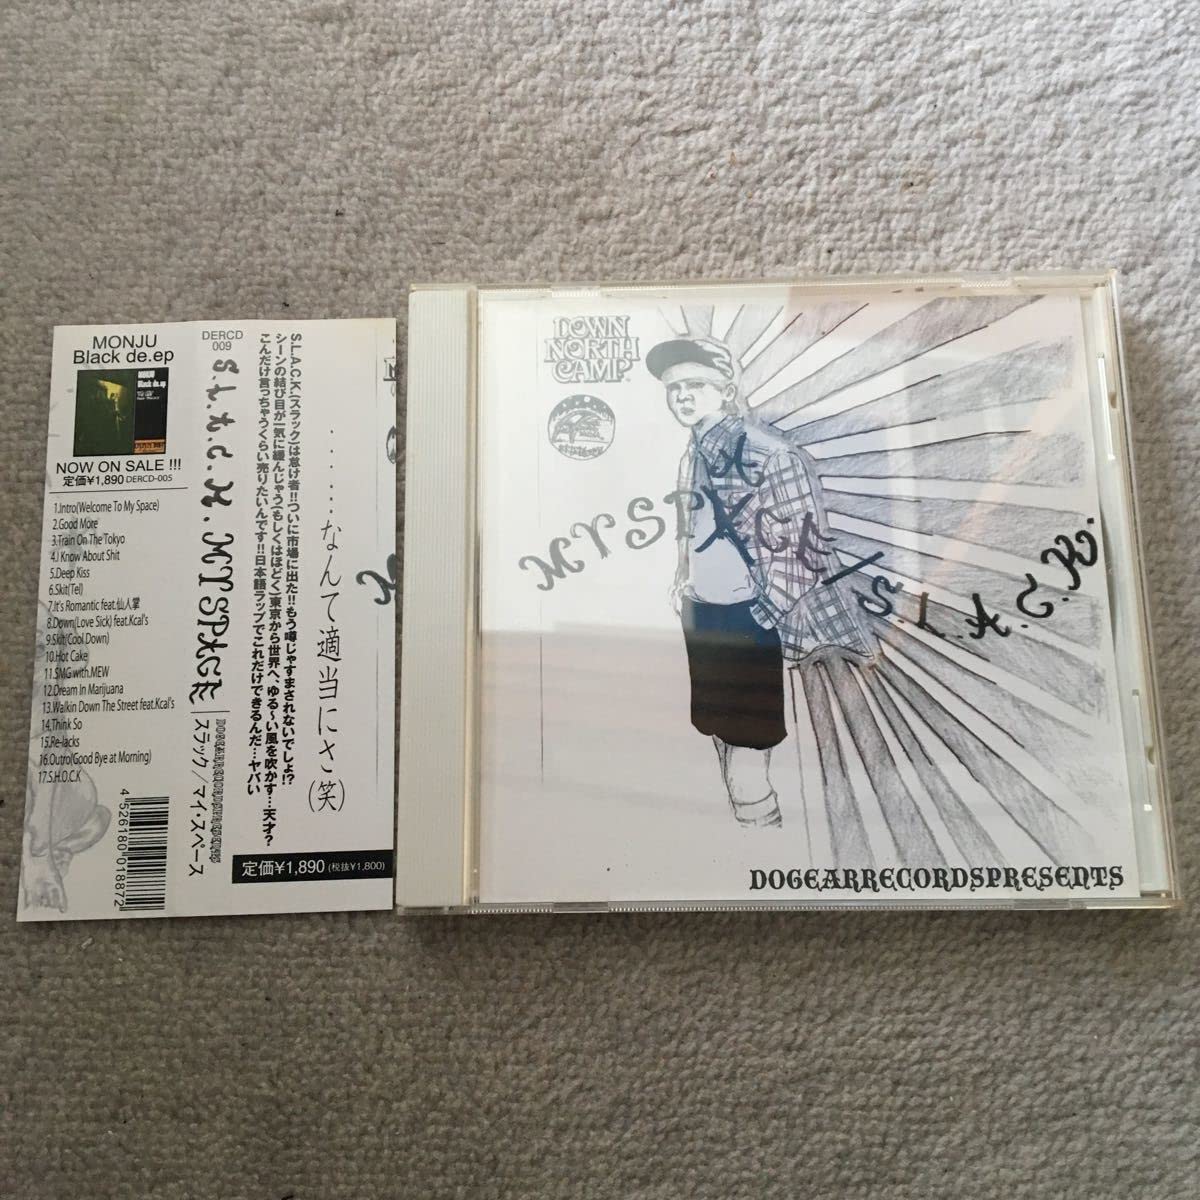 MONJU
Black de.ep
MONJU
Black de.ep
NOW ON SALE !!!
定価¥1,890 DERCD-005
1.Intro(Welcome To My Space)
2.Good More
3.Train On The Tokyo
4.I Know About Shit
5.Deep Kiss
6.Skit(Tel)
7.It's Romantic feat.仙人掌
8.Down(Love Sick) feat.Kcal's
9.Skit(Cool Down)
10.Hot Cake
11.SMG with.MEW
12.Dream In Marijuana
13.Walkin Down The Street feat.Kcal's
14.Think So
15.Re-lacks
16.Outro(Good Bye at Morning)
17.S.H.O.C.K
4 526180 018872
DERCD
009
S.L.A.C.K. MYSPACE
DOGEARRECORDSPRESENTS
スラック／マイ・スペース
S.L.A.C.K.(スラック)は怠け者!!ついに市場に出た!!もう噂じゃすまされないでしょ!?
シーンの結び目が一気に緩んじゃう(もしくはほどく)東京から世界へ、ゆる〜い風を吹かす…天才?
こんだけ言っちゃうくらい売りたいんです!!日本語ラップでこれだけできるんだ…ヤバい
......なんて適当にさ(笑)
定価¥1,890 (税抜¥1,800)
DOWN
NORTH
CAMP
MYSPACE / S.L.A.C.K.
DOGEARRECORDSPRESENTS